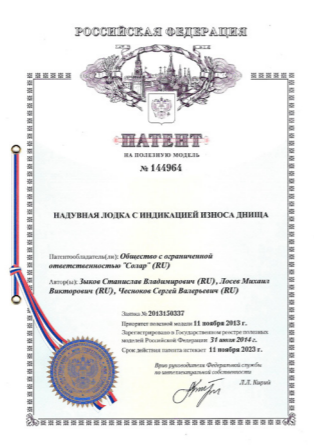 РОССИЙСКАЯ ФЕДЕРАЦИЯ
ПАТЕНТ
НА ПОЛЕЗНУЮ МОДЕЛЬ
№ 144964
НАДУВНАЯ ЛОДКА С ИНДИКАЦИЕЙ ИЗНОСА ДНИЩА
Патентообладатель(ли): Общество с ограниченной
ответственностью "Солар" (RU)
Автор(ы): Зыков Станислав Владимирович (RU), Лосев Михаил
Викторович (RU), Чесноков Сергей Валерьевич (RU)
Заявка № 2013150337
Приоритет полезной модели 11 ноября 2013 г.
Зарегистрировано в Государственном реестре полезных
моделей Российской Федерации 31 июля 2014 г.
Срок действия патента истекает 11 ноября 2023 г.
руководителя Федеральной службы
по интеллектуальной собственности
Л.Л. Кирий